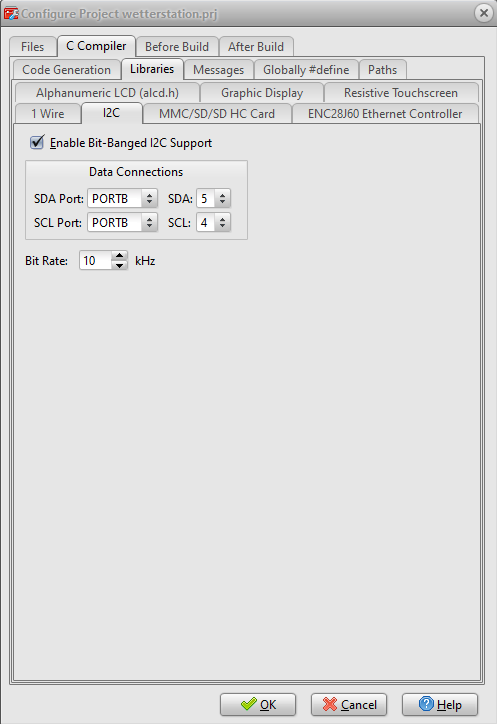 Configure Project wetterstation.prj
Files C Compiler Before Build After Build
Code Generation Libraries Messages Globally #define Paths
Alphanumeric LCD (alcd.h) Graphic Display Resistive Touchscreen
1 Wire I2C MMC/SD/SD HC Card ENC28J60 Ethernet Controller
Enable Bit-Banged I2C Support
Data Connections
SDA Port: PORTB SDA: 5
SCL Port: PORTB SCL: 4
Bit Rate: 10 kHz
OK Cancel Help